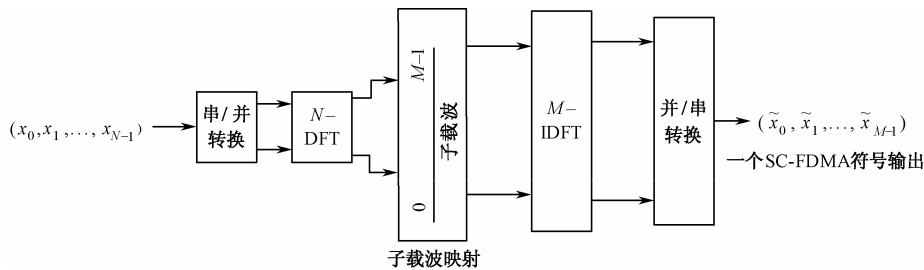 (x₀,x₁,…, x_N−1)
串/并
转换
N−
DFT
M−1
子载波
0
子载波映射
M−
IDFT
并/串
转换
(x̃₀, x̃₁,…, x̃_M−1)
一个SC-FDMA符号输出